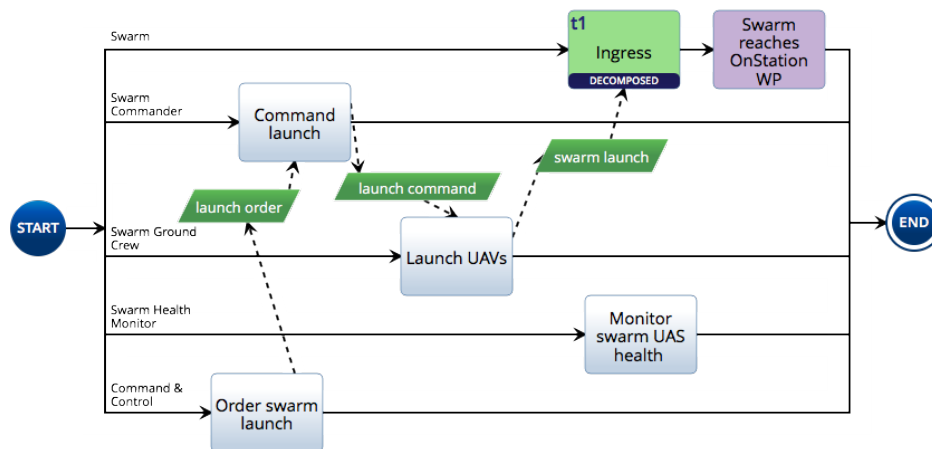 Swarm
t1
Ingress
DECOMPOSED
Swarm
reaches
OnStation
WP
Swarm
Commander
Command
launch
swarm launch
launch command
launch order
START
END
Swarm Ground
Crew
Launch UAVs
Swarm Health
Monitor
Monitor
swarm UAS
health
Command &
Control
Order swarm
launch